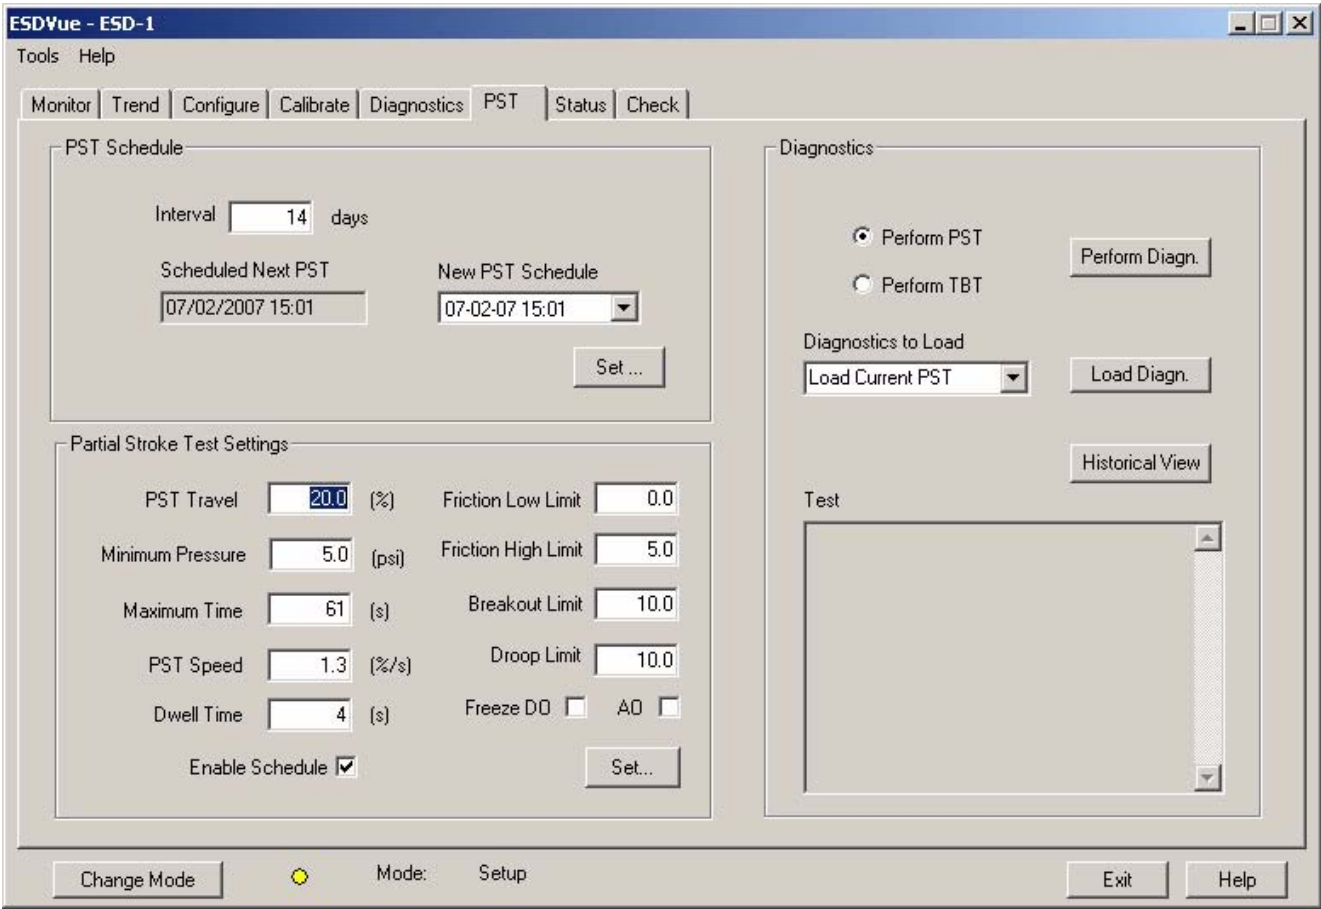 ESDVue - ESD-1
Tools Help
Monitor Trend Configure Calibrate Diagnostics PST Status Check
PST Schedule
Interval 14 days
Scheduled Next PST
07/02/2007 15:01
New PST Schedule
07-02-07 15:01
Set ...
Partial Stroke Test Settings
PST Travel 20.0 (%)
Minimum Pressure 5.0 (psi)
Maximum Time 61 (s)
PST Speed 1.3 (%/s)
Dwell Time 4 (s)
Enable Schedule
Friction Low Limit 0.0
Friction High Limit 5.0
Breakout Limit 10.0
Droop Limit 10.0
Freeze DO AO
Set...
Diagnostics
Perform PST
Perform TBT
Perform Diagn.
Diagnostics to Load
Load Current PST
Load Diagn.
Historical View
Test
Change Mode Mode: Setup Exit Help